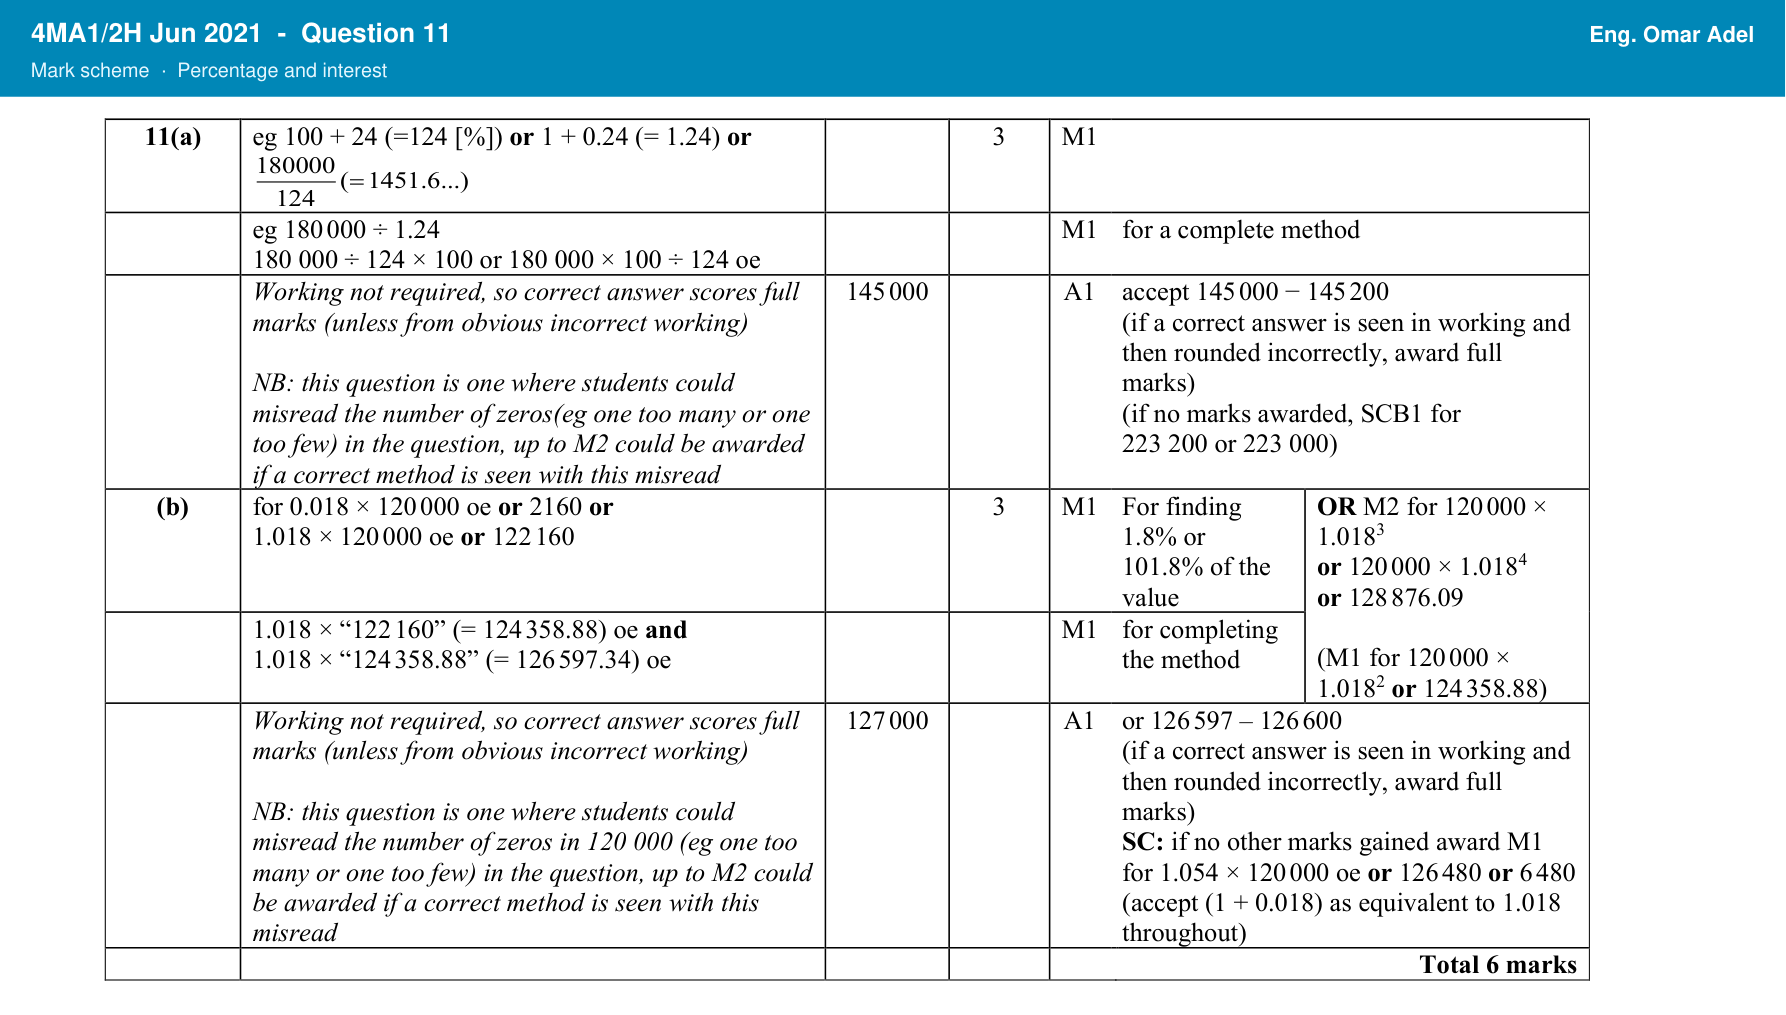 4MA1/2H Jun 2021 - Question 11
Eng. Omar Adel
Mark scheme · Percentage and interest
11(a)
eg 100 + 24 (=124 [%]) or 1 + 0.24 (= 1.24) or
180000
124
(=1451.6...)
3
M1
eg 180 000 ÷ 1.24
180 000 ÷ 124 × 100 or 180 000 × 100 ÷ 124 oe
M1
for a complete method
Working not required, so correct answer scores full
marks (unless from obvious incorrect working)
NB: this question is one where students could
misread the number of zeros(eg one too many or one
too few) in the question, up to M2 could be awarded
if a correct method is seen with this misread
145 000
A1
accept 145 000 − 145 200
(if a correct answer is seen in working and
then rounded incorrectly, award full
marks)
(if no marks awarded, SCB1 for
223 200 or 223 000)
(b)
for 0.018 × 120 000 oe or 2160 or
1.018 × 120 000 oe or 122 160
3
M1
For finding
1.8% or
101.8% of the
value
OR M2 for 120 000 ×
1.018³
or 120 000 × 1.018⁴
or 128 876.09
(M1 for 120 000 ×
1.018² or 124 358.88)
1.018 × “122 160” (= 124 358.88) oe and
1.018 × “124 358.88” (= 126 597.34) oe
M1
for completing
the method
Working not required, so correct answer scores full
marks (unless from obvious incorrect working)
NB: this question is one where students could
misread the number of zeros in 120 000 (eg one too
many or one too few) in the question, up to M2 could
be awarded if a correct method is seen with this
misread
127 000
A1
or 126 597 – 126 600
(if a correct answer is seen in working and
then rounded incorrectly, award full
marks)
SC: if no other marks gained award M1
for 1.054 × 120 000 oe or 126 480 or 6 480
(accept (1 + 0.018) as equivalent to 1.018
throughout)
Total 6 marks